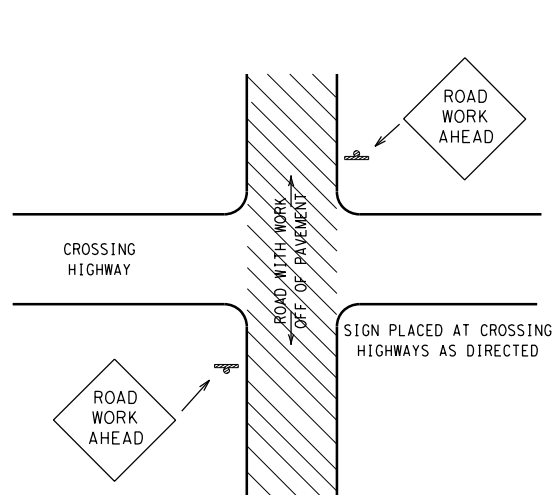 ROAD
WORK
AHEAD
CROSSING
HIGHWAY
ROAD WITH WORK
OFF OF PAVEMENT
SIGN PLACED AT CROSSING
HIGHWAYS AS DIRECTED
ROAD
WORK
AHEAD